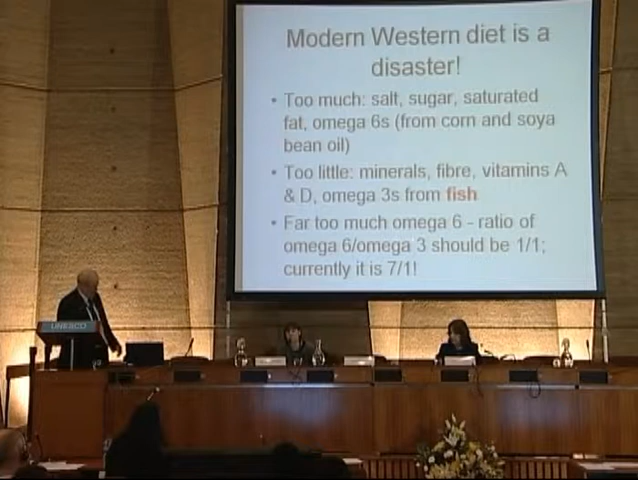 Modern Western diet is a
disaster!
• Too much: salt, sugar, saturated
fat, omega 6s (from corn and soya
bean oil)
• Too little: minerals, fibre, vitamins A
& D, omega 3s from fish
• Far too much omega 6 - ratio of
omega 6/omega 3 should be 1/1;
currently it is 7/1!
UNESCO